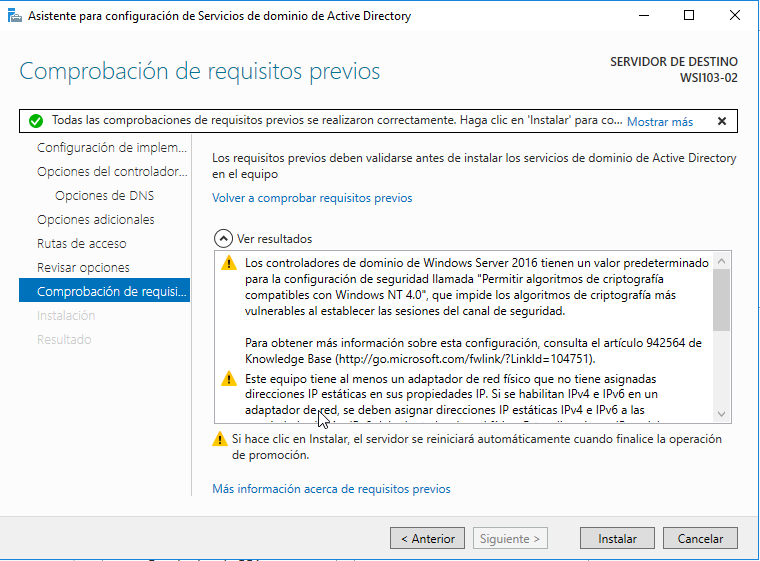 Asistente para configuración de Servicios de dominio de Active Directory
Comprobación de requisitos previos
SERVIDOR DE DESTINO
WSI103-02
Todas las comprobaciones de requisitos previos se realizaron correctamente. Haga clic en 'Instalar' para co... Mostrar más
Configuración de implem...
Opciones del controlador...
Opciones de DNS
Opciones adicionales
Rutas de acceso
Revisar opciones
Comprobación de requisi...
Instalación
Resultado
Los requisitos previos deben validarse antes de instalar los servicios de dominio de Active Directory
en el equipo
Volver a comprobar requisitos previos
Ver resultados
Los controladores de dominio de Windows Server 2016 tienen un valor predeterminado
para la configuración de seguridad llamada "Permitir algoritmos de criptografía
compatibles con Windows NT 4.0", que impide los algoritmos de criptografía más
vulnerables al establecer las sesiones del canal de seguridad.
Para obtener más información sobre esta configuración, consulta el artículo 942564 de
Knowledge Base (http://go.microsoft.com/fwlink/?LinkId=104751).
Este equipo tiene al menos un adaptador de red físico que no tiene asignadas
direcciones IP estáticas en sus propiedades IP. Si se habilitan IPv4 e IPv6 en un
adaptador de red, se deben asignar direcciones IP estáticas IPv4 e IPv6 a las
Si hace clic en Instalar, el servidor se reiniciará automáticamente cuando finalice la operación
de promoción.
Más información acerca de requisitos previos
< Anterior
Siguiente >
Instalar
Cancelar